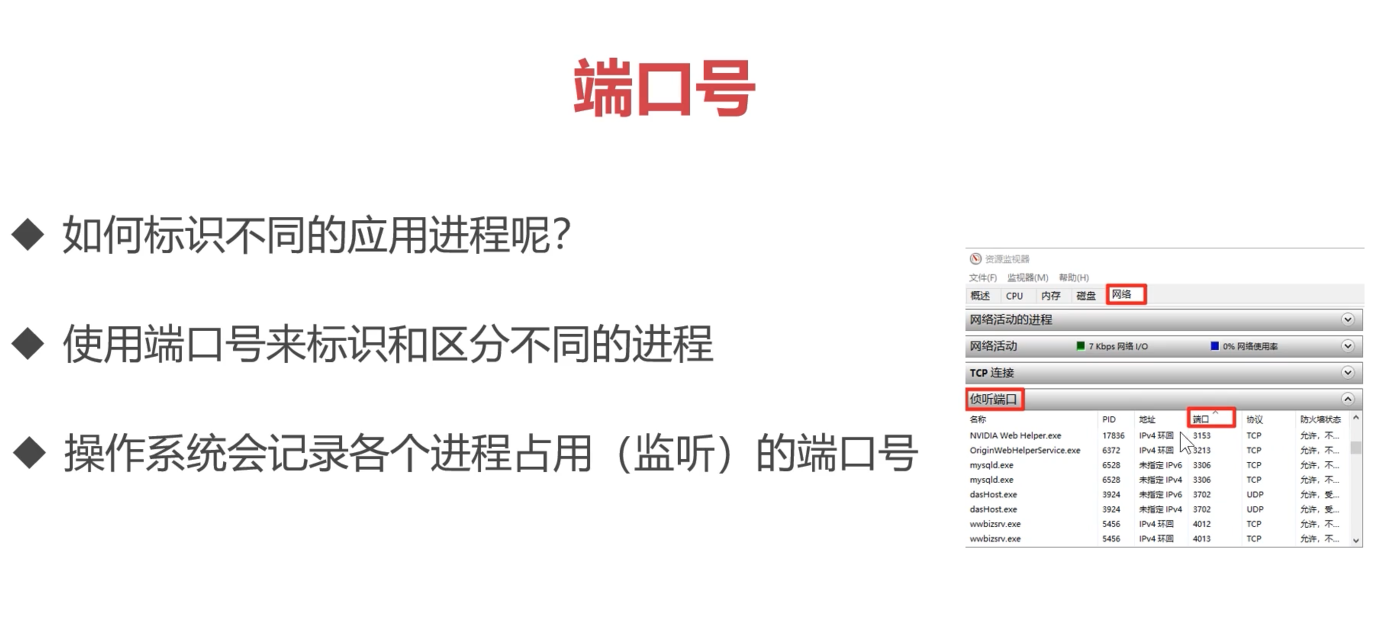 端口号
◆ 如何标识不同的应用进程呢?
◆ 使用端口号来标识和区分不同的进程
◆ 操作系统会记录各个进程占用（监听）的端口号
资源监视器
文件(F) 监视器(M) 帮助(H)
概述 CPU 内存 磁盘 网络
网络活动的进程
网络活动 7 Kbps 网络 I/O 0% 网络使用率
TCP 连接
侦听端口
名称 PID 地址 端口 协议 防火墙状态
NVIDIA Web Helper.exe 17836 IPv4 环回 3153 TCP 允许，不...
OriginWebHelperService.exe 6372 IPv4 环回 3213 TCP 允许，不...
mysqld.exe 6528 未指定 IPv6 3306 TCP 允许，不...
mysqld.exe 6528 未指定 IPv4 3306 TCP 允许，不...
dasHost.exe 3924 未指定 IPv6 3702 UDP 允许，受...
dasHost.exe 3924 未指定 IPv4 3702 UDP 允许，受...
wwbizsrv.exe 5456 IPv4 环回 4012 TCP 允许，不...
wwbizsrv.exe 5456 IPv4 环回 4013 TCP 允许，不...